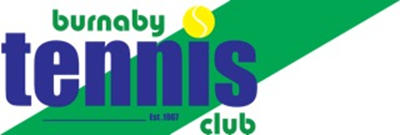 burnaby
tennis
Est. 1967
club